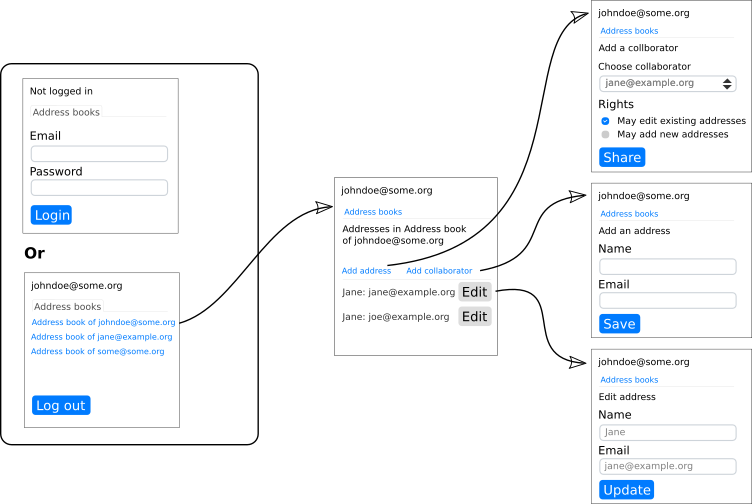 Not logged in
Address books
Email
Password
Login
Or
johndoe@some.org
Address books
Address book of johndoe@some.org
Address book of jane@example.org
Address book of some@some.org
Log out
johndoe@some.org
Addresses books
Addresses in Address book
of johndoe@some.org
Add address Add collaborator
Jane: jane@example.org Edit
Jane: joe@example.org Edit
johndoe@some.org
Address books
Add a collborator
Choose collaborator
jane@example.org
Rights
May edit existing addresses
May add new addresses
Share
johndoe@some.org
Address books
Add an address
Name
Email
Save
johndoe@some.org
Address books
Edit address
Name
Jane
Email
jane@example.org
Update